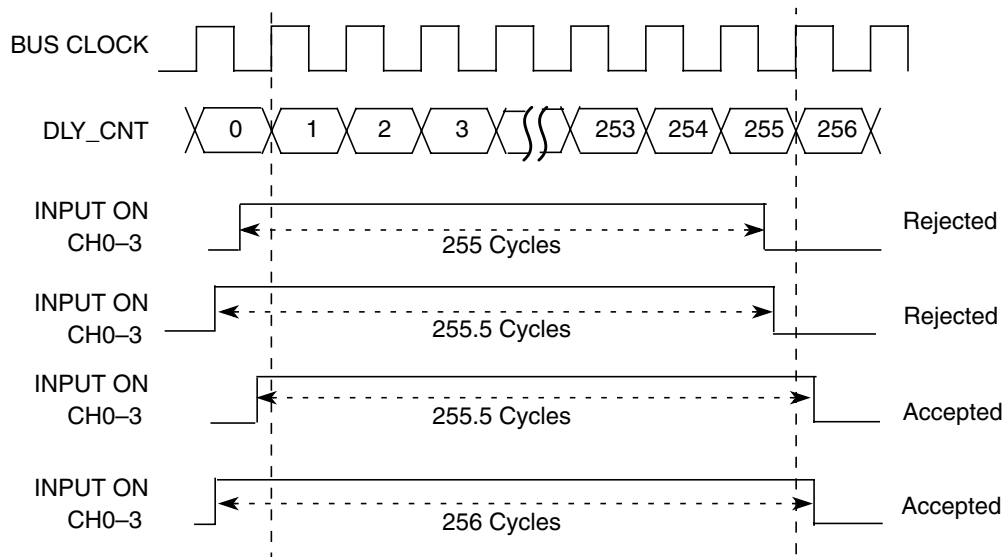 BUS CLOCK
DLY_CNT
0 1 2 3 253 254 255 256
INPUT ON
CH0–3
255 Cycles
Rejected
INPUT ON
CH0–3
255.5 Cycles
Rejected
INPUT ON
CH0–3
255.5 Cycles
Accepted
INPUT ON
CH0–3
256 Cycles
Accepted